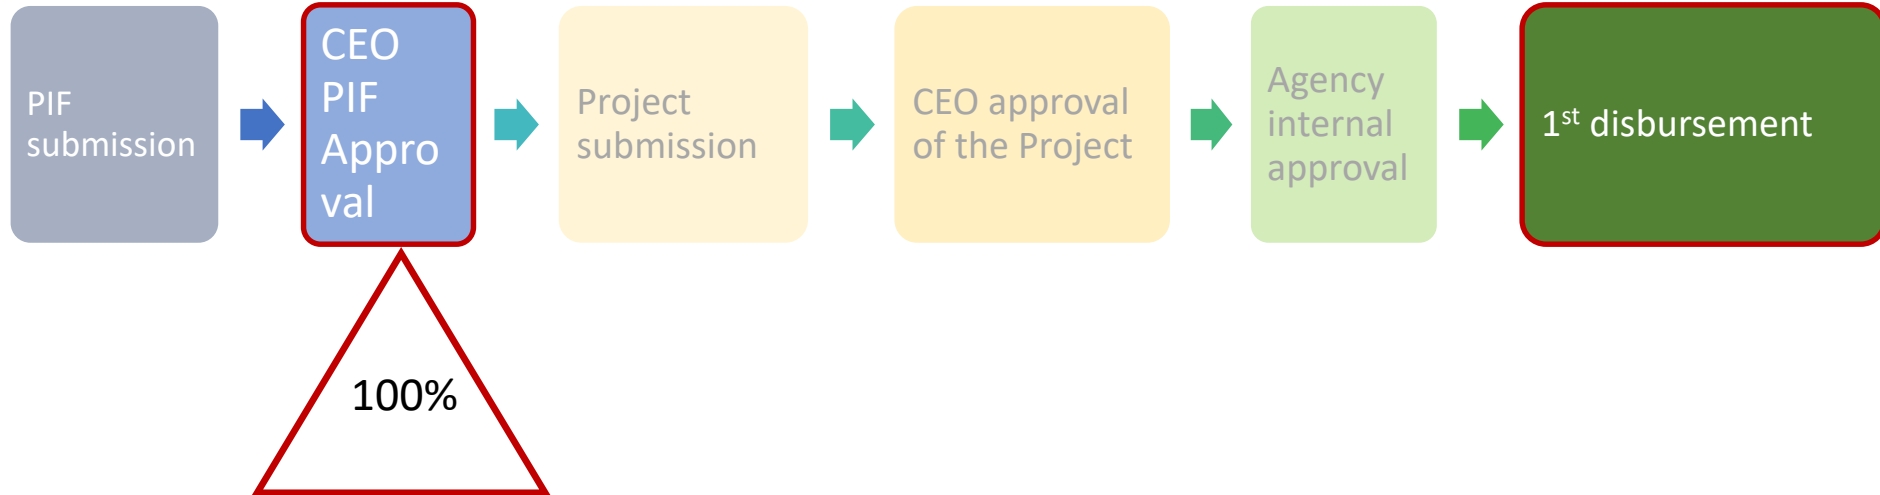 PIF
submission
CEO
PIF
Appro
val
Project
submission
CEO approval
of the Project
Agency
internal
approval
1st disbursement
100%